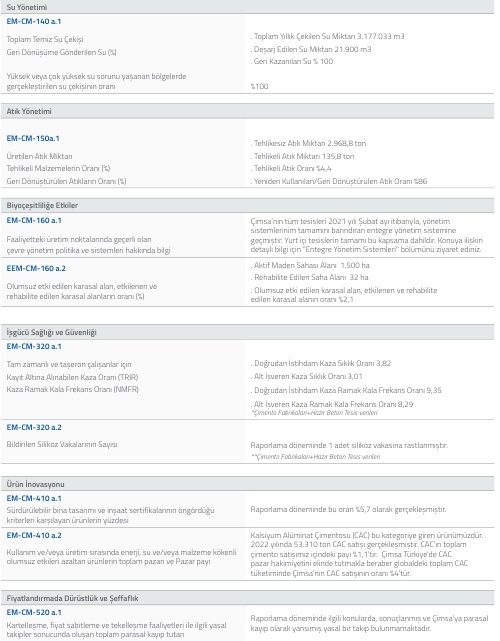 Su Yönetimi
EM-CM-140 a.1
Toplam Temiz Su Çekişi
Geri Dönüşüme Gönderilen Su (%)
Yüksek veya çok yüksek su sorunu yaşanan bölgelerde
gerçekleştirilen su çekişinin oranı
. Toplam Yıllık Çekilen Su Miktarı 3.177.033 m3
. Deşarj Edilen Su Miktarı 21.900 m3
. Geri Kazanılan Su % 100
%100
Atık Yönetimi
EM-CM-150a.1
Üretilen Atık Miktarı
Tehlikeli Malzemelerin Oranı (%)
Geri Dönüştürülen Atıkların Oranı (%)
. Tehlikesiz Atık Miktarı 2.968,8 ton
. Tehlikeli Atık Miktarı 135,8 ton
. Tehlikeli Atık Oranı %4,4
. Yeniden Kullanılan/Geri Dönüştürülen Atık Oranı %86
Biyoçeşitliliğe Etkiler
EM-CM-160 a.1
Faaliyetteki üretim noktalarında geçerli olan
çevre yönetim politika ve sistemleri hakkında bilgi
Çimsa'nın tüm tesisleri 2021 yılı Şubat ayı itibarıyla, yönetim
sistemlerinin tamamını barındıran entegre yönetim sistemine
geçmiştir. Yurt içi tesislerin tamamı bu kapsama dahildir. Konuya ilişkin
detaylı bilgi için "Entegre Yönetim Sistemleri" bölümünü ziyaret ediniz.
EEM-CM-160 a.2
Olumsuz etki edilen karasal alan, etkilenen ve
rehabilite edilen karasal alanların oranı (%)
. Aktif Maden Sahası Alanı 1.500 ha
. Rehabilite Edilen Saha Alanı 32 ha
. Olumsuz etki edilen karasal alan, etkilenen ve rehabilite
edilen karasal alanın oranı %2,1
İşgücü Sağlığı ve Güvenliği
EM-CM-320 a.1
Tam zamanlı ve taşeron çalışanlar için
Kayıt Altına Alınabilen Kaza Oranı (TRIR)
Kaza Ramak Kala Frekans Oranı (NMFR)
. Doğrudan İstihdam Kaza Sıklık Oranı 3,82
. Alt İşveren Kaza Sıklık Oranı 3,01
. Doğrudan İstihdam Kaza Ramak Kala Frekans Oranı 9,35
. Alt İşveren Kaza Ramak Kala Frekans Oranı 8,29
*Çimento Fabrikaları+Hazır Beton Tesis verileri
EM-CM-320 a.2
Bildirilen Silikoz Vakalarının Sayısı
Raporlama döneminde 1 adet silikoz vakasına rastlanmıştır.
**Çimento Fabrikaları+Hazır Beton Tesis verileri
Ürün İnovasyonu
EM-CM-410 a.1
Sürdürülebilir bina tasarımı ve inşaat sertifikalarının öngördüğü
kriterleri karşılayan ürünlerin yüzdesi
Raporlama döneminde bu oran %5,7 olarak gerçekleşmiştir.
EM-CM-410 a.2
Kullanım ve/veya üretim sırasında enerji, su ve/veya malzeme kökenli
olumsuz etkileri azaltan ürünlerin toplam pazarı ve Pazar payı
Kalsiyum Alüminat Çimentosu (CAC) bu kategoriye giren ürünümüzdür.
2022 yılında 53.310 ton CAC satışı gerçekleşmiştir. CAC'ın toplam
çimento satışımız içindeki payı %1,1'tir. Çimsa Türkiye'de CAC
pazar hakimiyetini elinde tutmakla beraber globaldeki toplam CAC
tüketiminde Çimsa'nın CAC satışının oranı %4'tür.
Fiyatlandırmada Dürüstlük ve Şeffaflık
EM-CM-520 a.1
Kartelleşme, fiyat sabitleme ve tekelleşme faaliyetleri ile ilgili yasal
takipler sonucunda oluşan toplam parasal kayıp tutarı
Raporlama döneminde ilgili konularda, sonuçlanmış ve Çimsa'ya parasal
kayıp olarak yansımış yasal bir takip bulunmamaktadır.